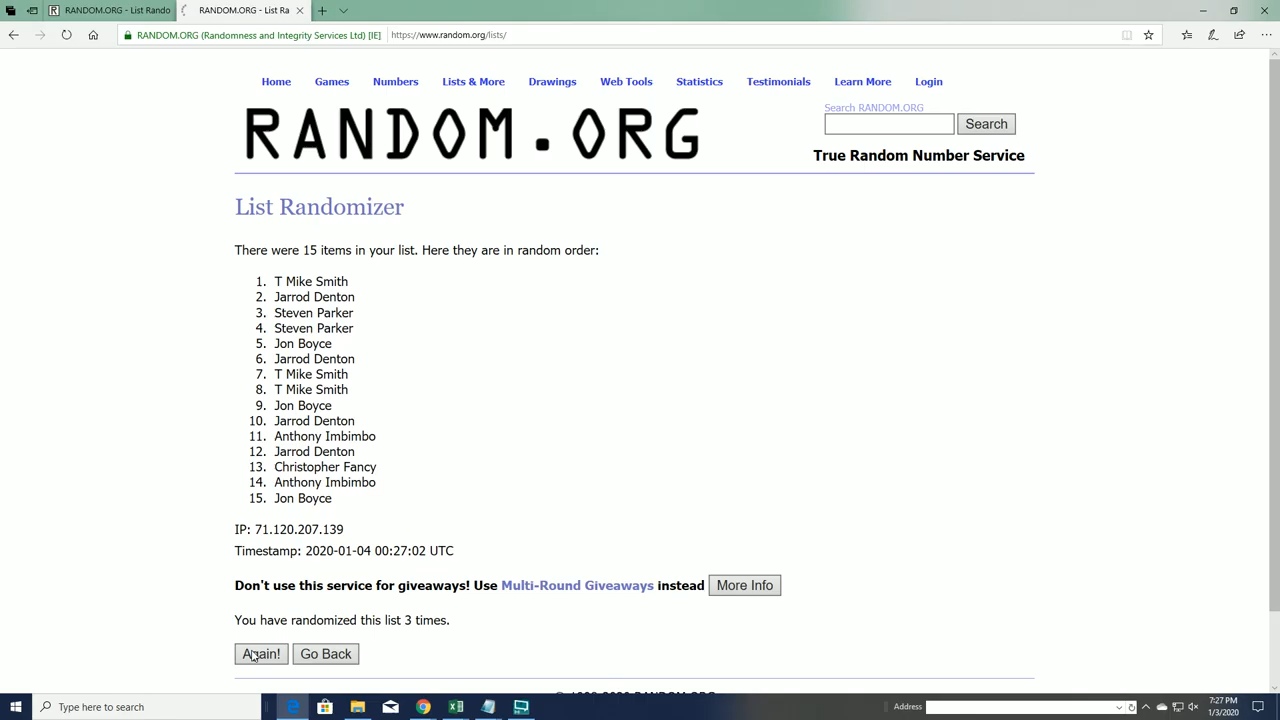 RANDOM.ORG - List Rando
RANDOM.ORG - List Ra
RANDOM.ORG (Randomness and Integrity Services Ltd) [IE]
https://www.random.org/lists/
Home Games Numbers Lists & More Drawings Web Tools Statistics Testimonials Learn More Login
RANDOM.ORG
Search RANDOM.ORG
Search
True Random Number Service
List Randomizer
There were 15 items in your list. Here they are in random order:
1. T Mike Smith
2. Jarrod Denton
3. Steven Parker
4. Steven Parker
5. Jon Boyce
6. Jarrod Denton
7. T Mike Smith
8. T Mike Smith
9. Jon Boyce
10. Jarrod Denton
11. Anthony Imbimbo
12. Jarrod Denton
13. Christopher Fancy
14. Anthony Imbimbo
15. Jon Boyce
IP: 71.120.207.139
Timestamp: 2020-01-04 00:27:02 UTC
Don't use this service for giveaways! Use Multi-Round Giveaways instead More Info
You have randomized this list 3 times.
Again! Go Back
Type here to search
Address
7:27 PM
1/3/2020